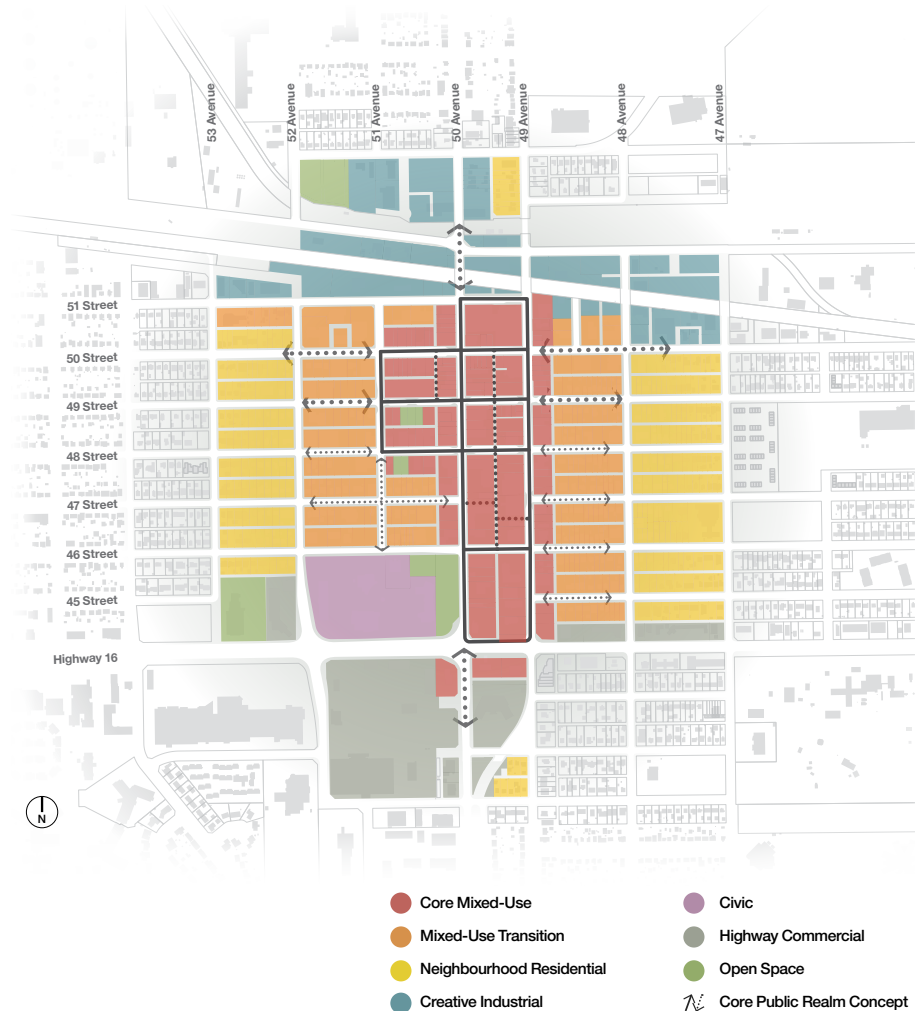 53 Avenue
52 Avenue
51 Avenue
50 Avenue
49 Avenue
48 Avenue
47 Avenue
51 Street
50 Street
49 Street
48 Street
47 Street
46 Street
45 Street
Highway 16
N
Core Mixed-Use
Mixed-Use Transition
Neighbourhood Residential
Creative Industrial
Civic
Highway Commercial
Open Space
Core Public Realm Concept